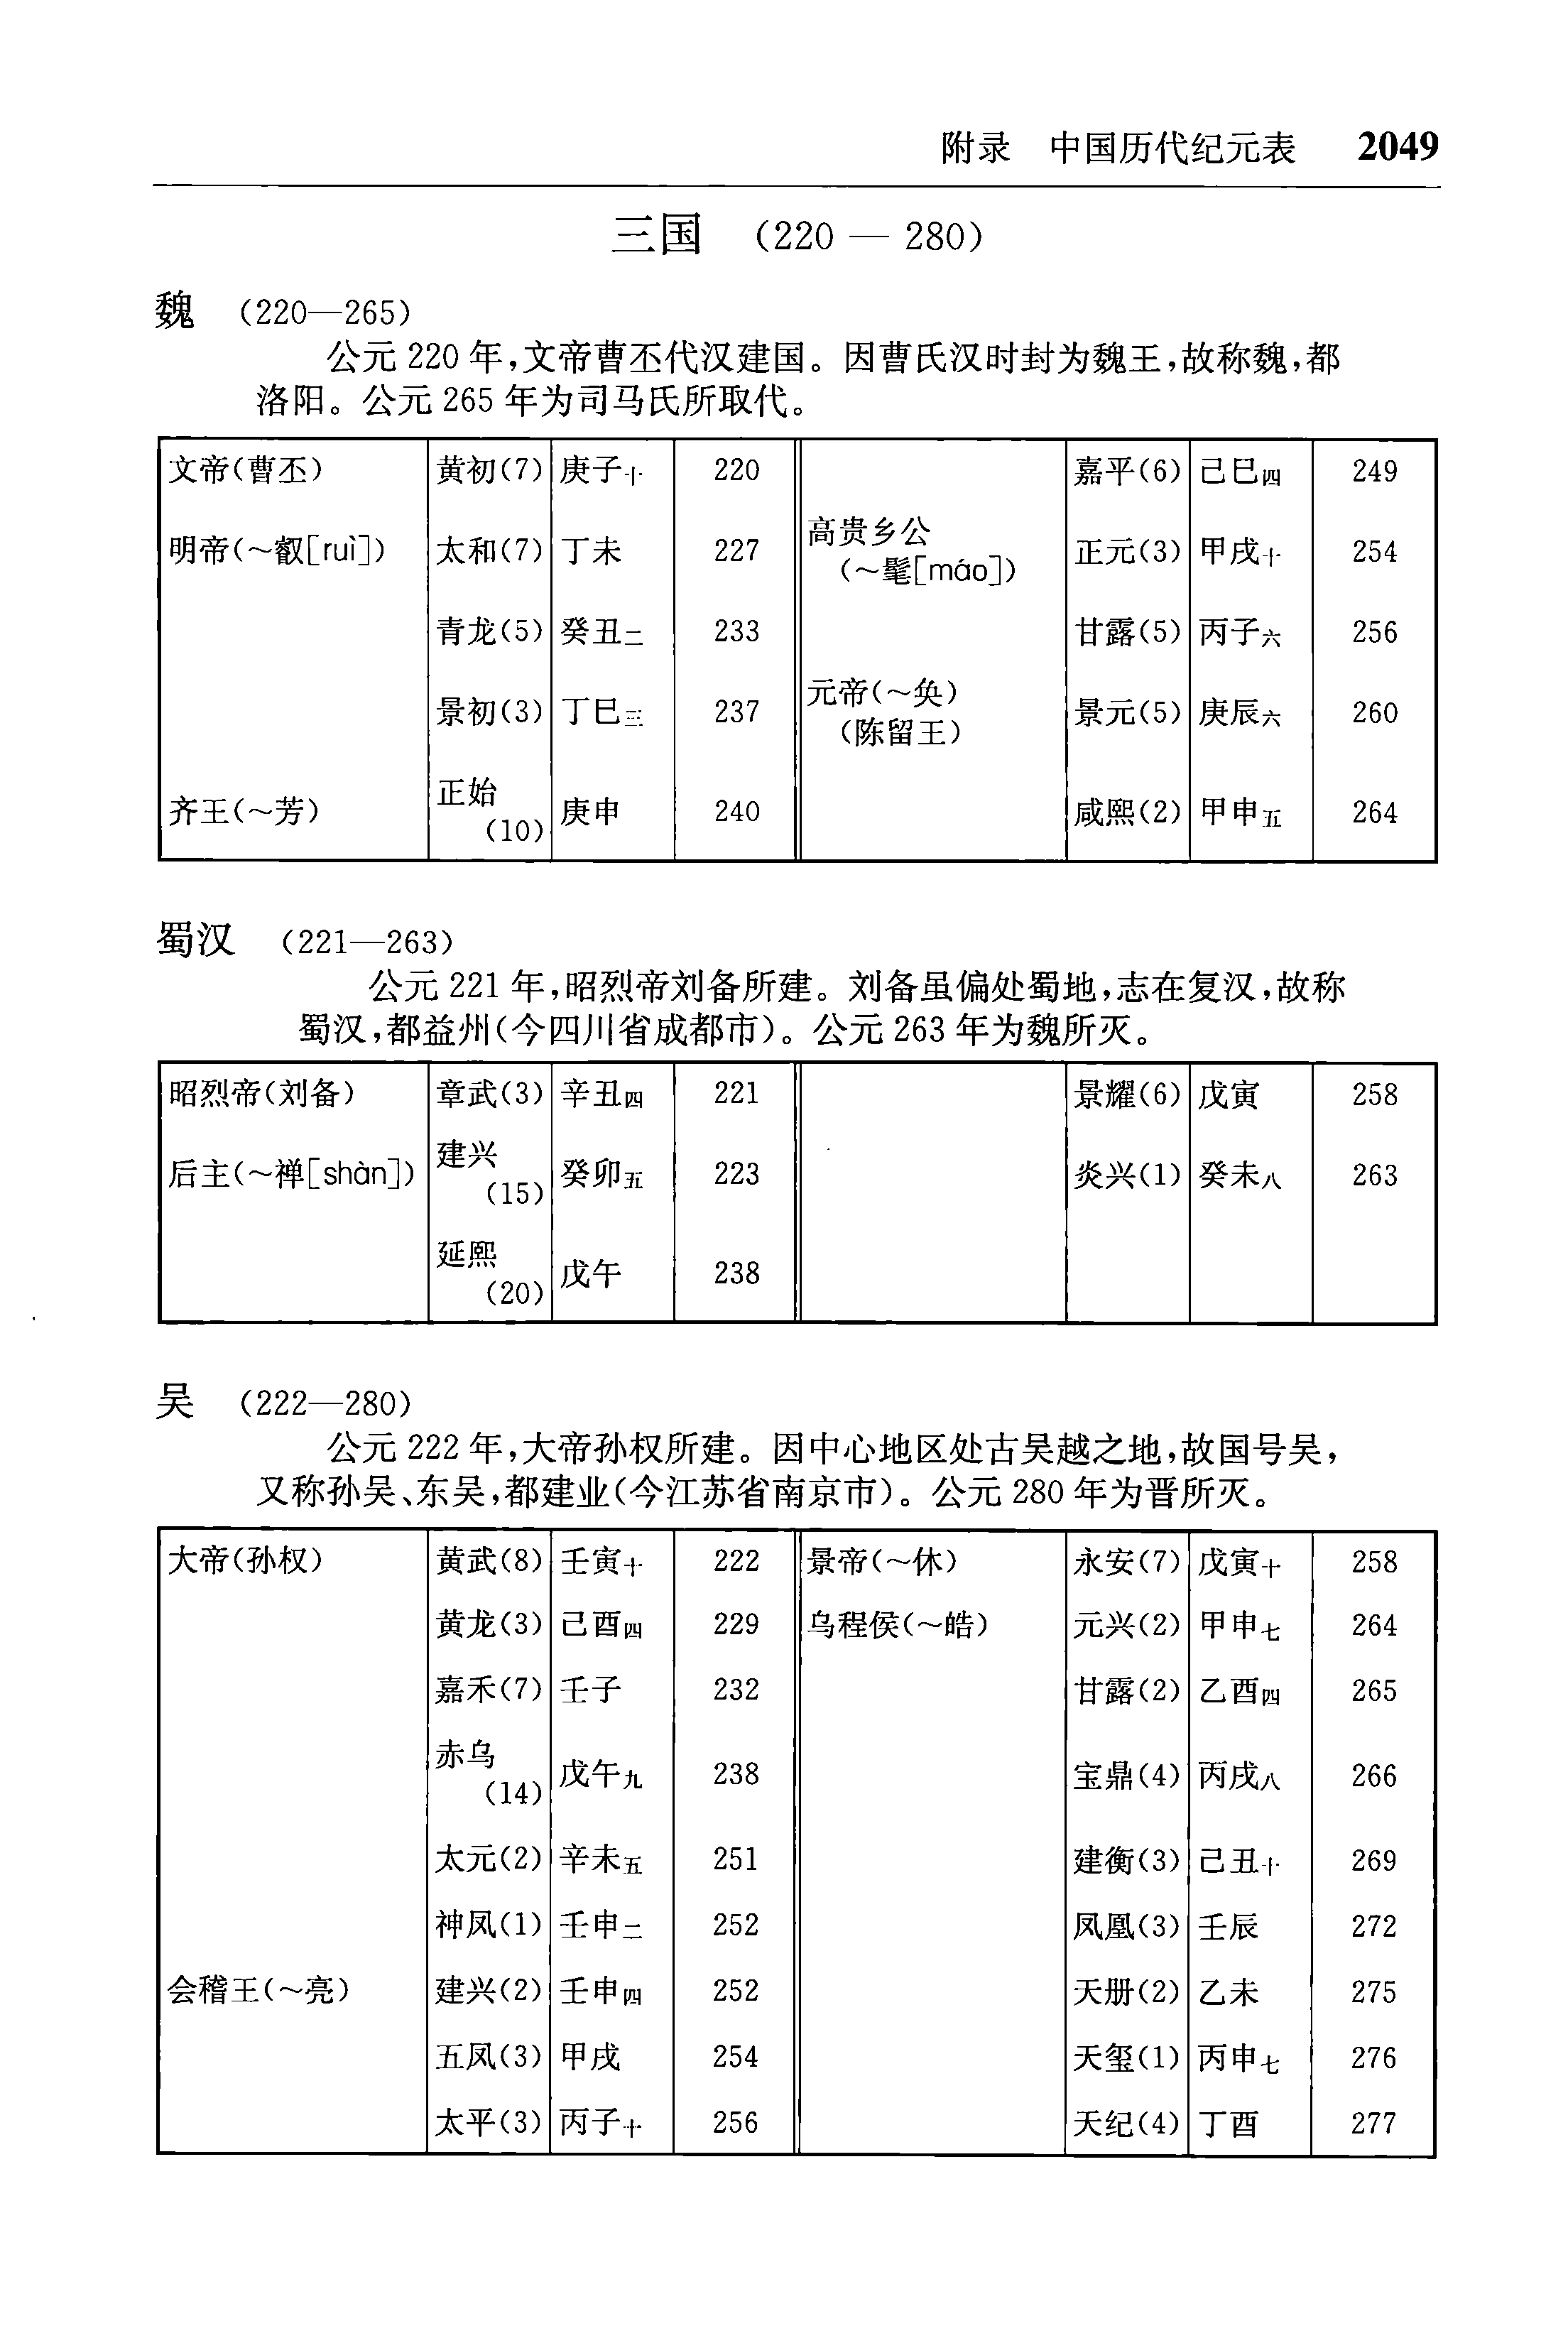 附录　中国历代纪元表　2049
三国　(220 — 280)
魏　(220—265)
公元 220 年,文帝曹丕代汉建国。因曹氏汉时封为魏王,故称魏,都
洛阳。公元 265 年为司马氏所取代。
文帝(曹丕)　黄初(7)　庚子十　220　嘉平(6)　己巳四　249
明帝(～叡[ruì])　太和(7)　丁未　227　高贵乡公
(～髦[máo])　正元(3)　甲戌十　254
青龙(5)　癸丑二　233　甘露(5)　丙子六　256
景初(3)　丁巳三　237　元帝(～奂)
(陈留王)　景元(5)　庚辰六　260
齐王(～芳)　正始
(10)　庚申　240　咸熙(2)　甲申五　264
蜀汉　(221—263)
公元 221 年,昭烈帝刘备所建。刘备虽偏处蜀地,志在复汉,故称
蜀汉,都益州(今四川省成都市)。公元 263 年为魏所灭。
昭烈帝(刘备)　章武(3)　辛丑四　221　景耀(6)　戊寅　258
后主(～禅[shàn])　建兴
(15)　癸卯五　223　炎兴(1)　癸未八　263
延熙
(20)　戊午　238
吴　(222—280)
公元 222 年,大帝孙权所建。因中心地区处古吴越之地,故国号吴,
又称孙吴、东吴,都建业(今江苏省南京市)。公元 280 年为晋所灭。
大帝(孙权)　黄武(8)　壬寅十　222　景帝(～休)　永安(7)　戊寅十　258
黄龙(3)　己酉四　229　乌程侯(～皓)　元兴(2)　甲申七　264
嘉禾(7)　壬子　232　甘露(2)　乙酉四　265
赤乌
(14)　戊午九　238　宝鼎(4)　丙戌八　266
太元(2)　辛未五　251　建衡(3)　己丑十　269
神凤(1)　壬申二　252　凤凰(3)　壬辰　272
会稽王(～亮)　建兴(2)　壬申四　252　天册(2)　乙未　275
五凤(3)　甲戌　254　天玺(1)　丙申七　276
太平(3)　丙子十　256　天纪(4)　丁酉　277